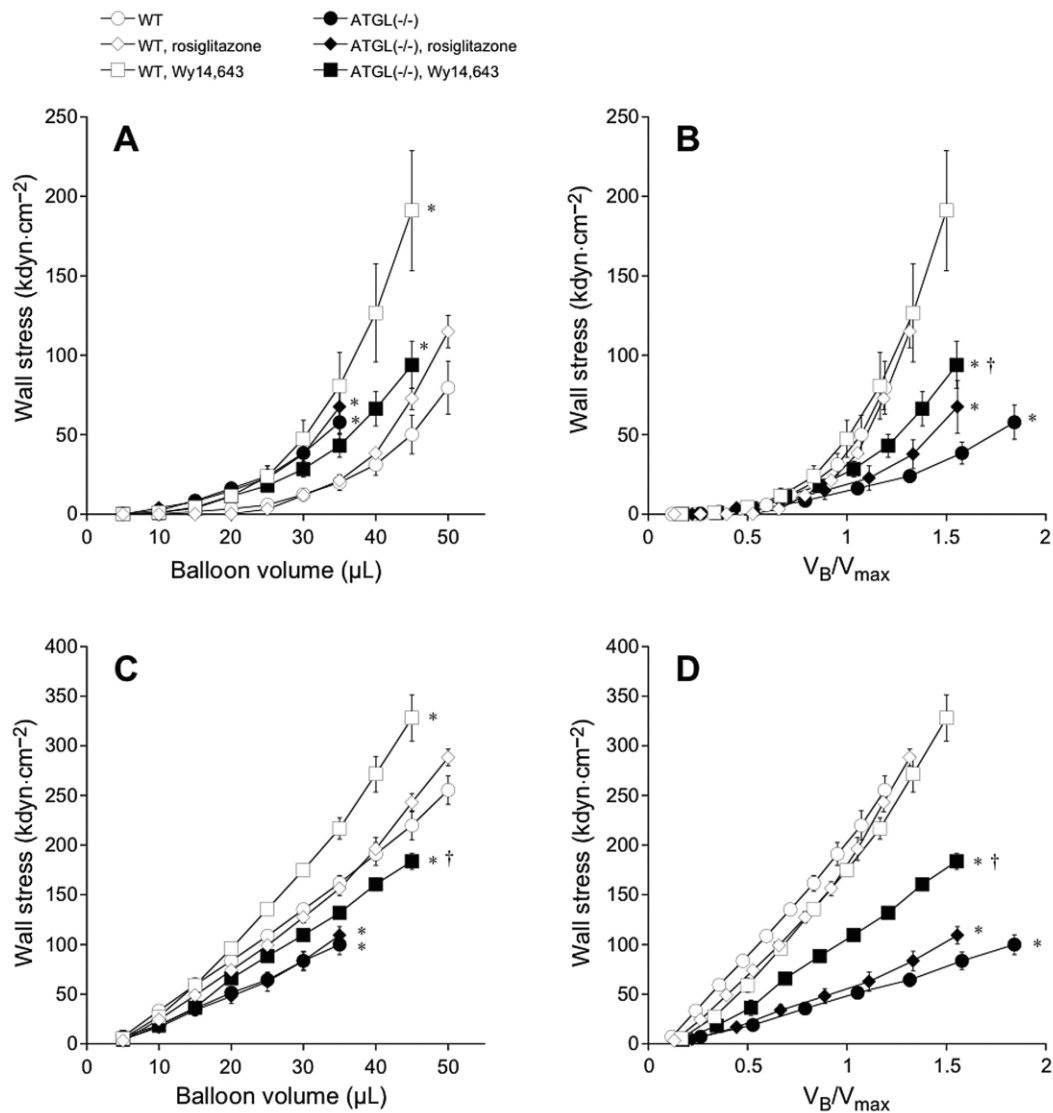 WT
ATGL(-/-)
WT, rosiglitazone
ATGL(-/-), rosiglitazone
WT, Wy14,643
ATGL(-/-), Wy14,643
A
Wall stress (kdyn·cm⁻²)
250
200
150
100
50
0
0 10 20 30 40 50
Balloon volume (µL)
*
*
*
*
B
Wall stress (kdyn·cm⁻²)
250
200
150
100
50
0
0 0.5 1 1.5 2
V_B/V_max
* †
*
*
C
Wall stress (kdyn·cm⁻²)
400
350
300
250
200
150
100
50
0
0 10 20 30 40 50
Balloon volume (µL)
*
* †
*
*
D
Wall stress (kdyn·cm⁻²)
400
350
300
250
200
150
100
50
0
0 0.5 1 1.5 2
V_B/V_max
* †
*
*